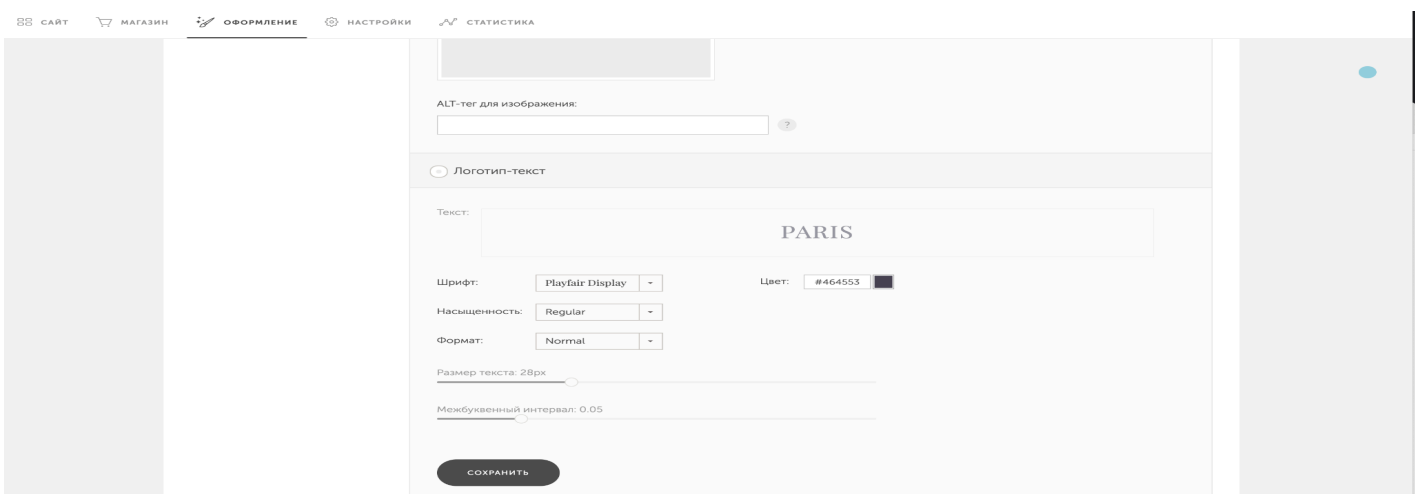 САЙТ МАГАЗИН ОФОРМЛЕНИЕ НАСТРОЙКИ СТАТИСТИКА
ALT-тег для изображения:
?
Логотип-текст
Текст:
PARIS
Шрифт: Playfair Display Цвет: #464553
Насыщенность: Regular
Формат: Normal
Размер текста: 28px
Межбуквенный интервал: 0.05
СОХРАНИТЬ